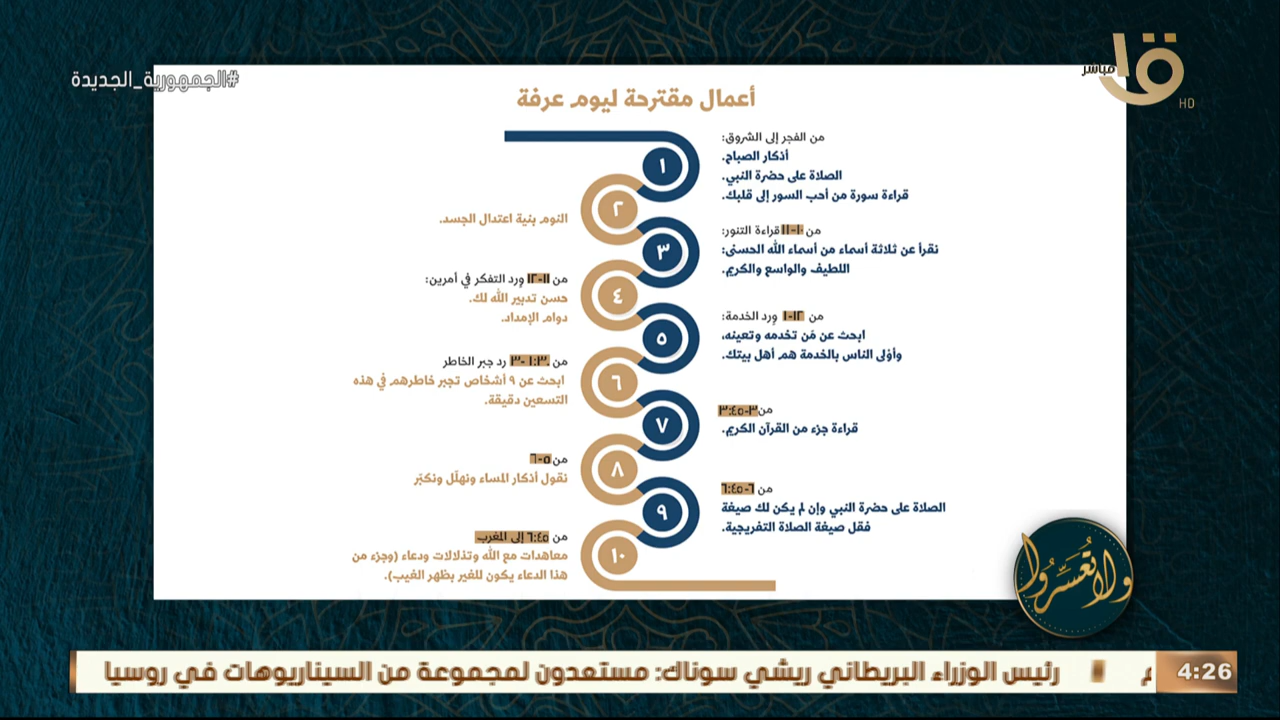 #الجمهورية_الجديدة
مباشر
HD
أعمال مقترحة ليوم عرفة
١
من الفجر إلى الشروق:
أذكار الصباح.
الصلاة على حضرة النبي.
قراءة سورة من أحب السور إلى قلبك.
٢
النوم بنية اعتدال الجسد.
٣
من ١٠-١١ قراءة التنور:
نقرأ عن ثلاثة أسماء من أسماء الله الحسنى:
اللطيف والواسع والكريم.
٤
من ١١-١٢ وِرد التفكر في أمرين:
حسن تدبير الله لك.
دوام الإمداد.
٥
من ١٢-١ وِرد الخدمة:
ابحث عن مَن تخدمه وتعينه،
وأولى الناس بالخدمة هم أهل بيتك.
٦
من ١:٣٠-٣ رد جبر الخاطر
ابحث عن ٩ أشخاص تجبر خاطرهم في هذه
التسعين دقيقة.
٧
من ٣-٣:٤٥
قراءة جزء من القرآن الكريم.
٨
من ٥-٦
نقول أذكار المساء ونهلّل ونكبّر
٩
من ٦-٦:٤٥
الصلاة على حضرة النبي وإن لم يكن لك صيغة
فقل صيغة الصلاة التفريجية.
١٠
من ٦:٤٥ إلى المغرب
معاهدات مع الله وتذللات ودعاء (وجزء من
هذا الدعاء يكون للغير بظهر الغيب).
ولا تُعَسِّرُوا
4:26
رئيس الوزراء البريطاني ريشي سوناك: مستعدون لمجموعة من السيناريوهات في روسيا